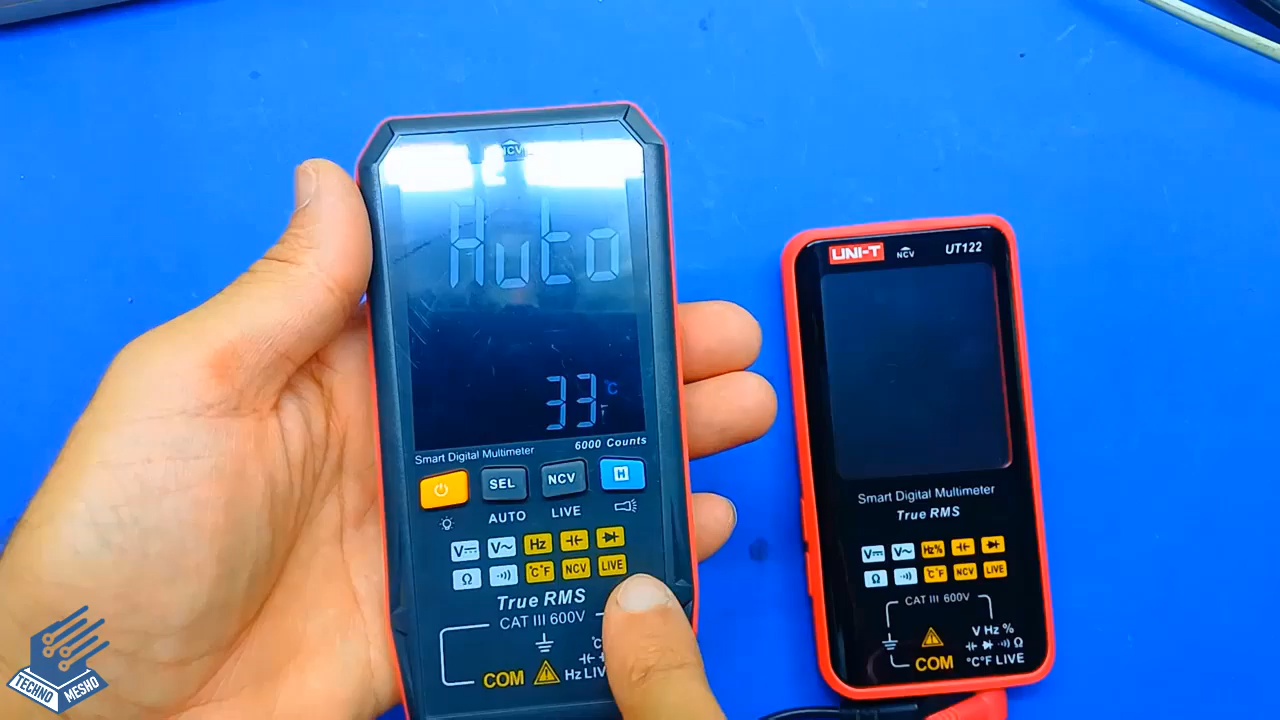 NCV
Auto
33 °C
°F
6000 Counts
Smart Digital Multimeter
SEL
NCV
H
AUTO
LIVE
V
V~
Hz
Ω
°C°F
NCV
LIVE
True RMS
CAT III 600V
COM
Hz LIV
UNI-T
NCV
UT122
Smart Digital Multimeter
True RMS
V
V~
Hz%
Ω
°C°F
NCV
LIVE
CAT III 600V
V Hz %
Ω
COM
°C°F LIVE
TECHNO
MESHO